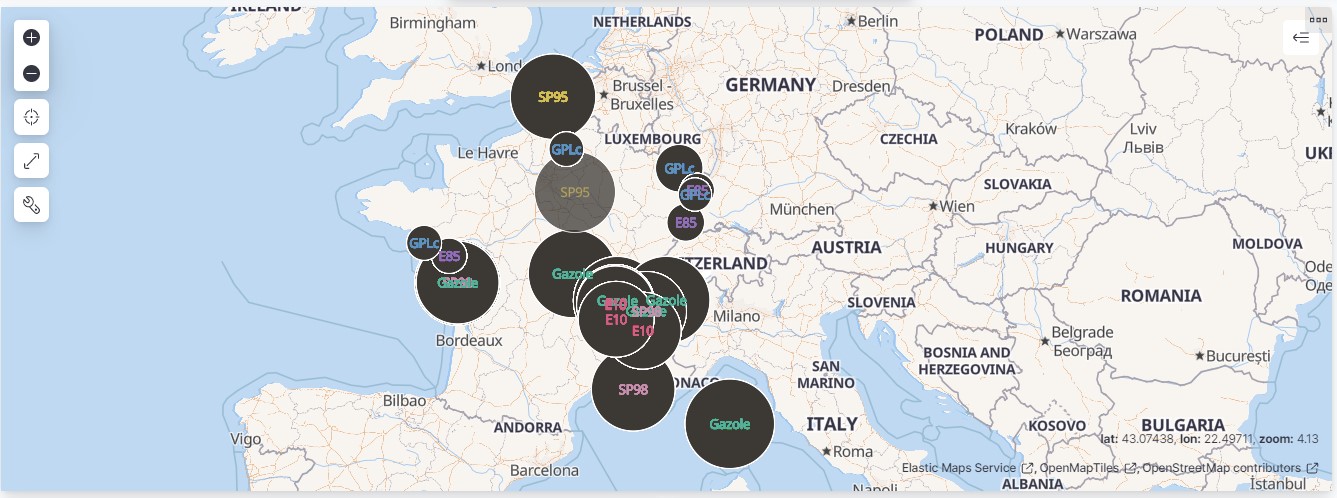 IRELAND
Birmingham
NETHERLANDS
Berlin
POLAND
Warszawa
Lond
SP95
Brussel -
Bruxelles
GERMANY
Dresden
GPLc
Le Havre
LUXEMBOURG
CZECHIA
Kraków
Lviv
Львів
UKR
GPLc
SP95
E85
GPLc
SLOVAKIA
E85
München
Wien
GPLc
E85
Gazole
Gazole
TZERLAND
AUSTRIA
HUNGARY
MOLDOVA
Ode
Оде
Gazole
Gazole
E10
SP98
E10
E10
Milano
SLOVENIA
ROMANIA
Bordeaux
Belgrade
Београд
București
BOSNIA AND
HERZEGOVINA
SAN
MARINO
SP98
ONACO
Bilbao
ANDORRA
Gazole
ITALY
KOSOVO
BULGARIA
Vigo
lat: 43.07438, lon: 22.49711, zoom: 4.13
Roma
Barcelona
Elastic Maps Service , OpenMapTiles , OpenStreetMap contributors
Napoli
ALBANIA
İstanbul